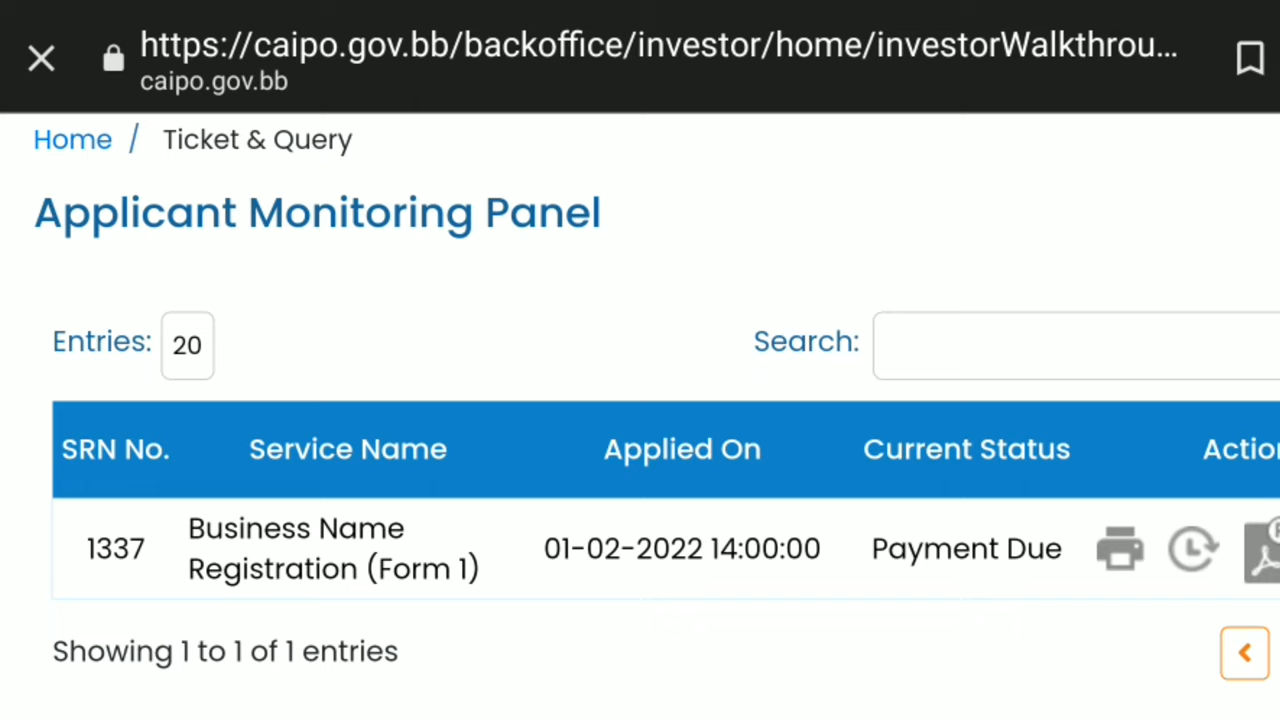 https://caipo.gov.bb/backoffice/investor/home/investorWalkthrou...
caipo.gov.bb
Home / Ticket & Query
Applicant Monitoring Panel
Entries: 20 Search:
SRN No. Service Name Applied On Current Status Actio
1337 Business Name Registration (Form 1) 01-02-2022 14:00:00 Payment Due
Showing 1 to 1 of 1 entries